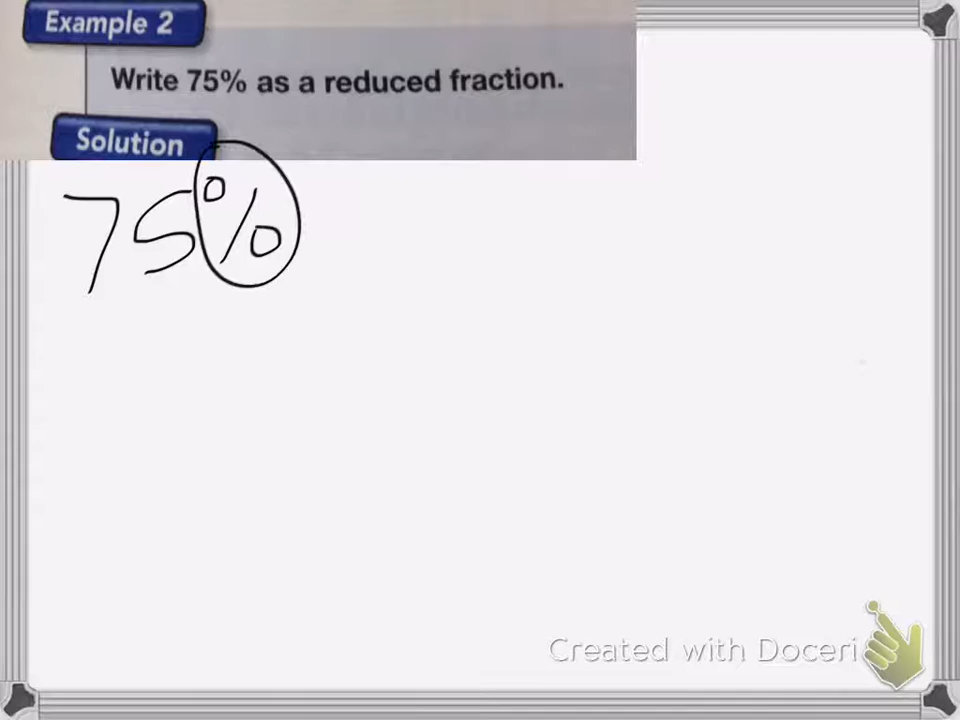 Example 2
Write 75% as a reduced fraction.
Solution
75%
Created with Doceri